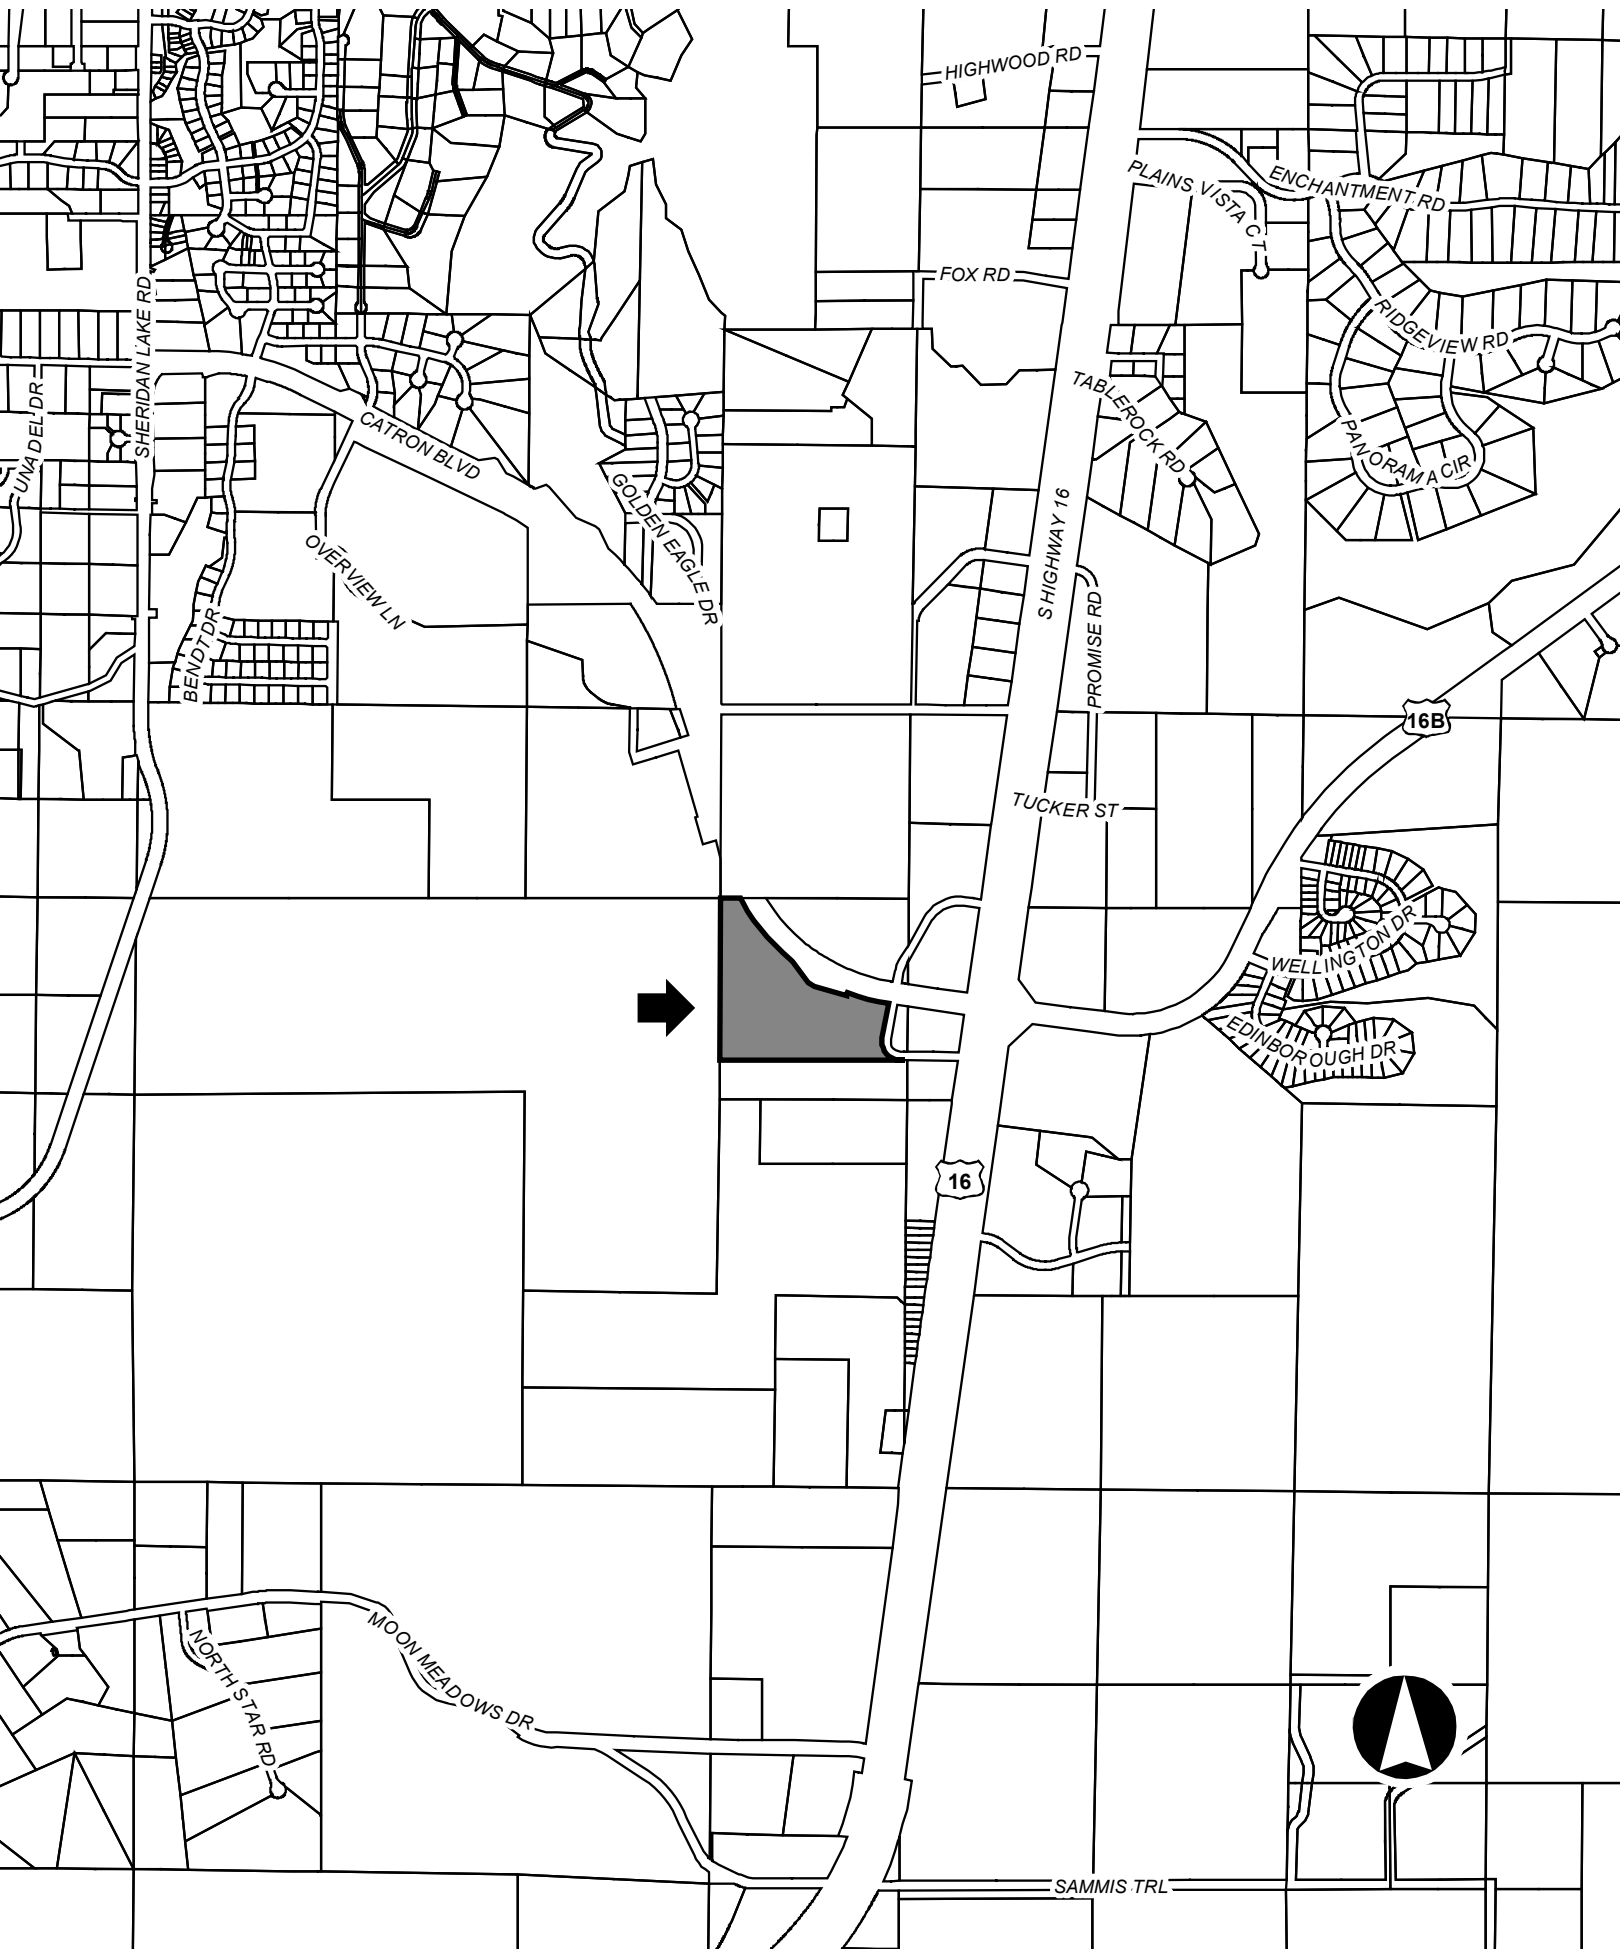 HIGHWOOD RD
PLAINS VISTA CT
ENCHANTMENT RD
FOX RD
SHERIDAN LAKE RD
RIDGEVIEW RD
UNA DEL DR
TABLEROCK RD
CATRON BLVD
PANORAMA CIR
GOLDEN EAGLE DR
S HIGHWAY 16
OVERVIEW LN
PROMISE RD
BENDT DR
16B
TUCKER ST
WELLINGTON DR
EDINBOROUGH DR
16
MOON MEADOWS DR
NORTH STAR RD
SAMMIS TRL